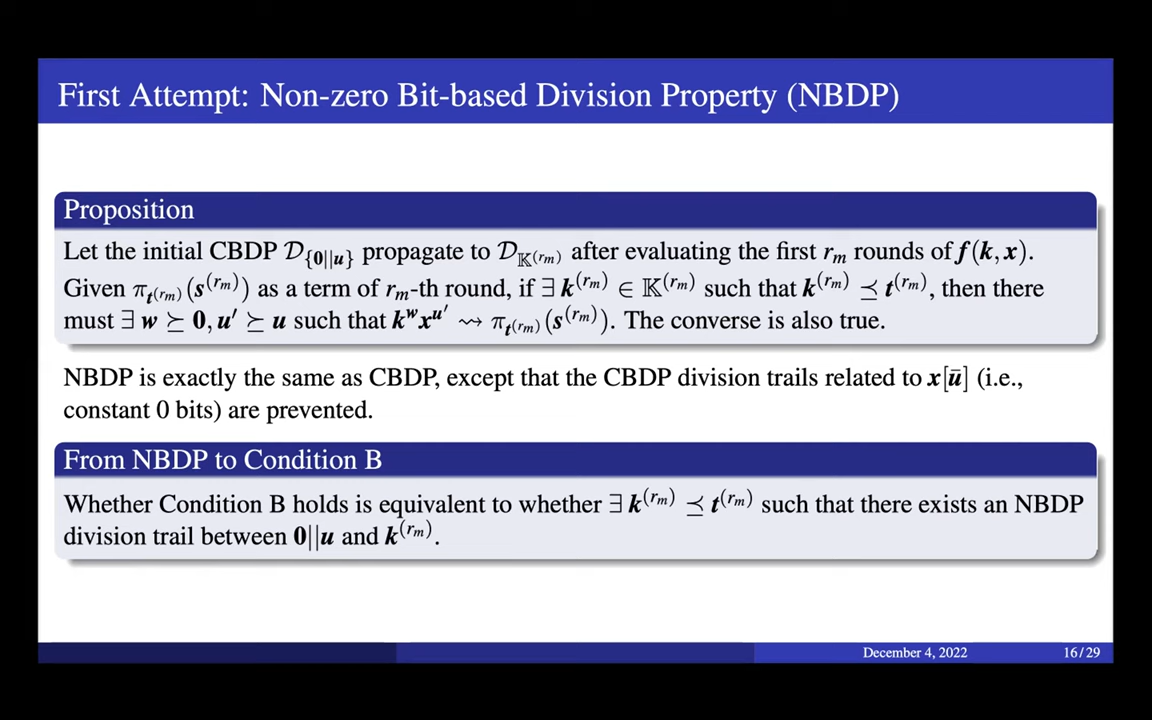 First Attempt: Non-zero Bit-based Division Property (NBDP)
Proposition
Let the initial CBDP 𝒟_{{𝟎||𝒖}} propagate to 𝒟_{𝕂^{(r_m)}} after evaluating the first r_m rounds of 𝒇(𝒌, 𝒙).
Given π_{𝒕^{(r_m)}}(𝒔^{(r_m)}) as a term of r_m-th round, if ∃ 𝒌^{(r_m)} ∈ 𝕂^{(r_m)} such that 𝒌^{(r_m)} ⪯ 𝒕^{(r_m)}, then there
must ∃ 𝒘 ⪰ 𝟎, 𝒖′ ⪰ 𝒖 such that 𝒌^𝒘𝒙^{𝒖′} ⇝ π_{𝒕^{(r_m)}}(𝒔^{(r_m)}). The converse is also true.
NBDP is exactly the same as CBDP, except that the CBDP division trails related to 𝒙[𝒖̄] (i.e.,
constant 0 bits) are prevented.
From NBDP to Condition B
Whether Condition B holds is equivalent to whether ∃ 𝒌^{(r_m)} ⪯ 𝒕^{(r_m)} such that there exists an NBDP
division trail between 𝟎||𝒖 and 𝒌^{(r_m)}.
December 4, 2022 16/29